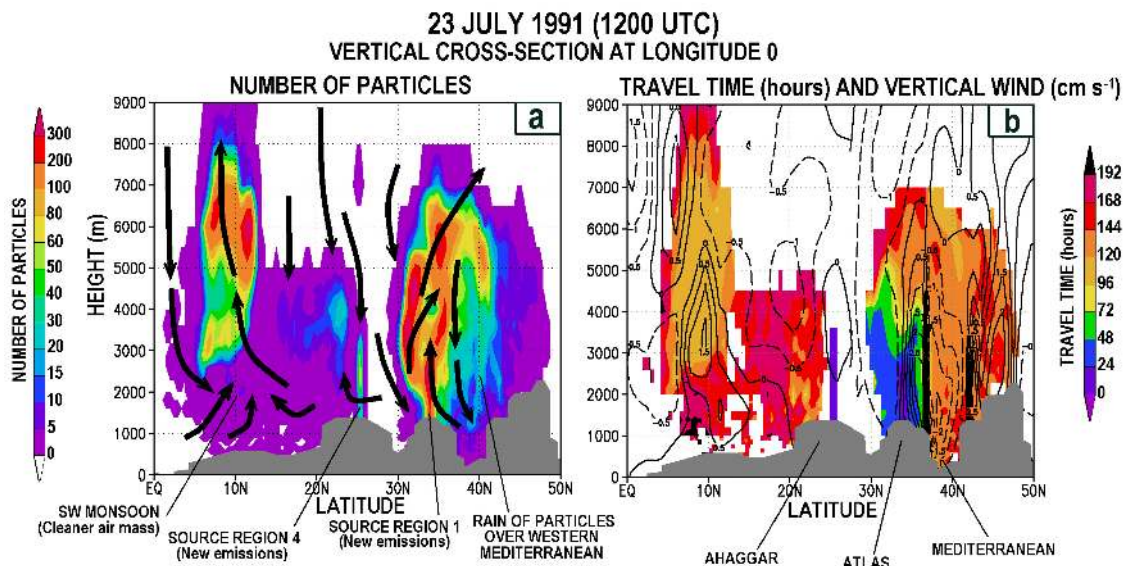 23 JULY 1991 (1200 UTC)
VERTICAL CROSS-SECTION AT LONGITUDE 0
NUMBER OF PARTICLES
a
NUMBER OF PARTICLES
300
200
100
80
60
50
40
30
20
15
10
5
0
HEIGHT (m)
9000
8000
7000
6000
5000
4000
3000
2000
1000
0
EQ 10N 20N 30N 40N 50N
LATITUDE
SW MONSOON
(Cleaner air mass)
SOURCE REGION 4
(New emissions)
SOURCE REGION 1
(New emissions)
RAIN OF PARTICLES
OVER WESTERN
MEDITERRANEAN
TRAVEL TIME (hours) AND VERTICAL WIND (cm s⁻¹)
b
9000
8000
7000
6000
5000
4000
3000
2000
1000
0
EQ 10N 20N 30N 40N 50N
LATITUDE
AHAGGAR
ATLAS
MEDITERRANEAN
TRAVEL TIME (hours)
192
168
144
120
96
72
48
24
0